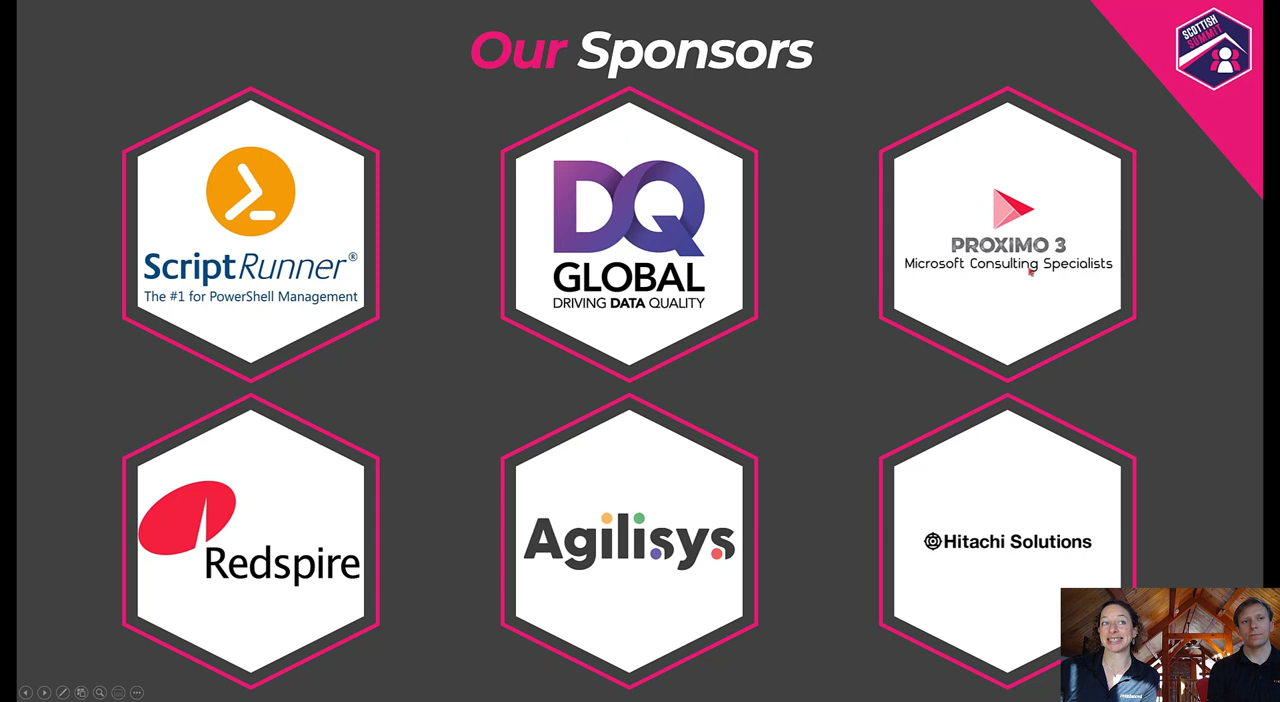 Our Sponsors
SCOTTISH
SUMMIT
ScriptRunner®
The #1 for PowerShell Management
DQ
GLOBAL
DRIVING DATA QUALITY
PROXIMO 3
Microsoft Consulting Specialists
Redspire
Agilisys
Hitachi Solutions